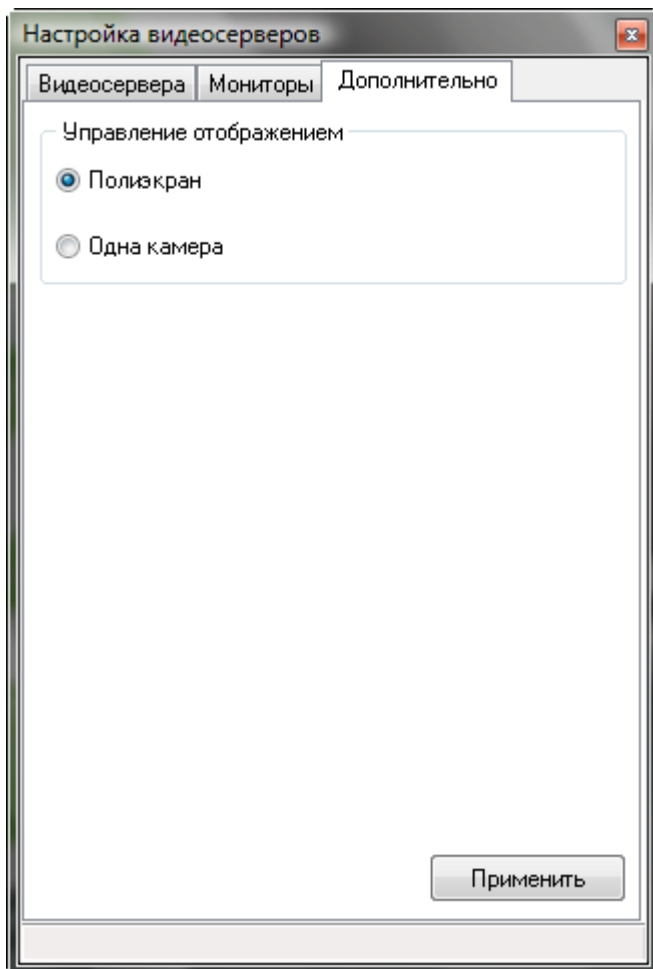 Настройка видеосерверов
Видеосервера Мониторы Дополнительно
Управление отображением
Полиэкран
Одна камера
Применить